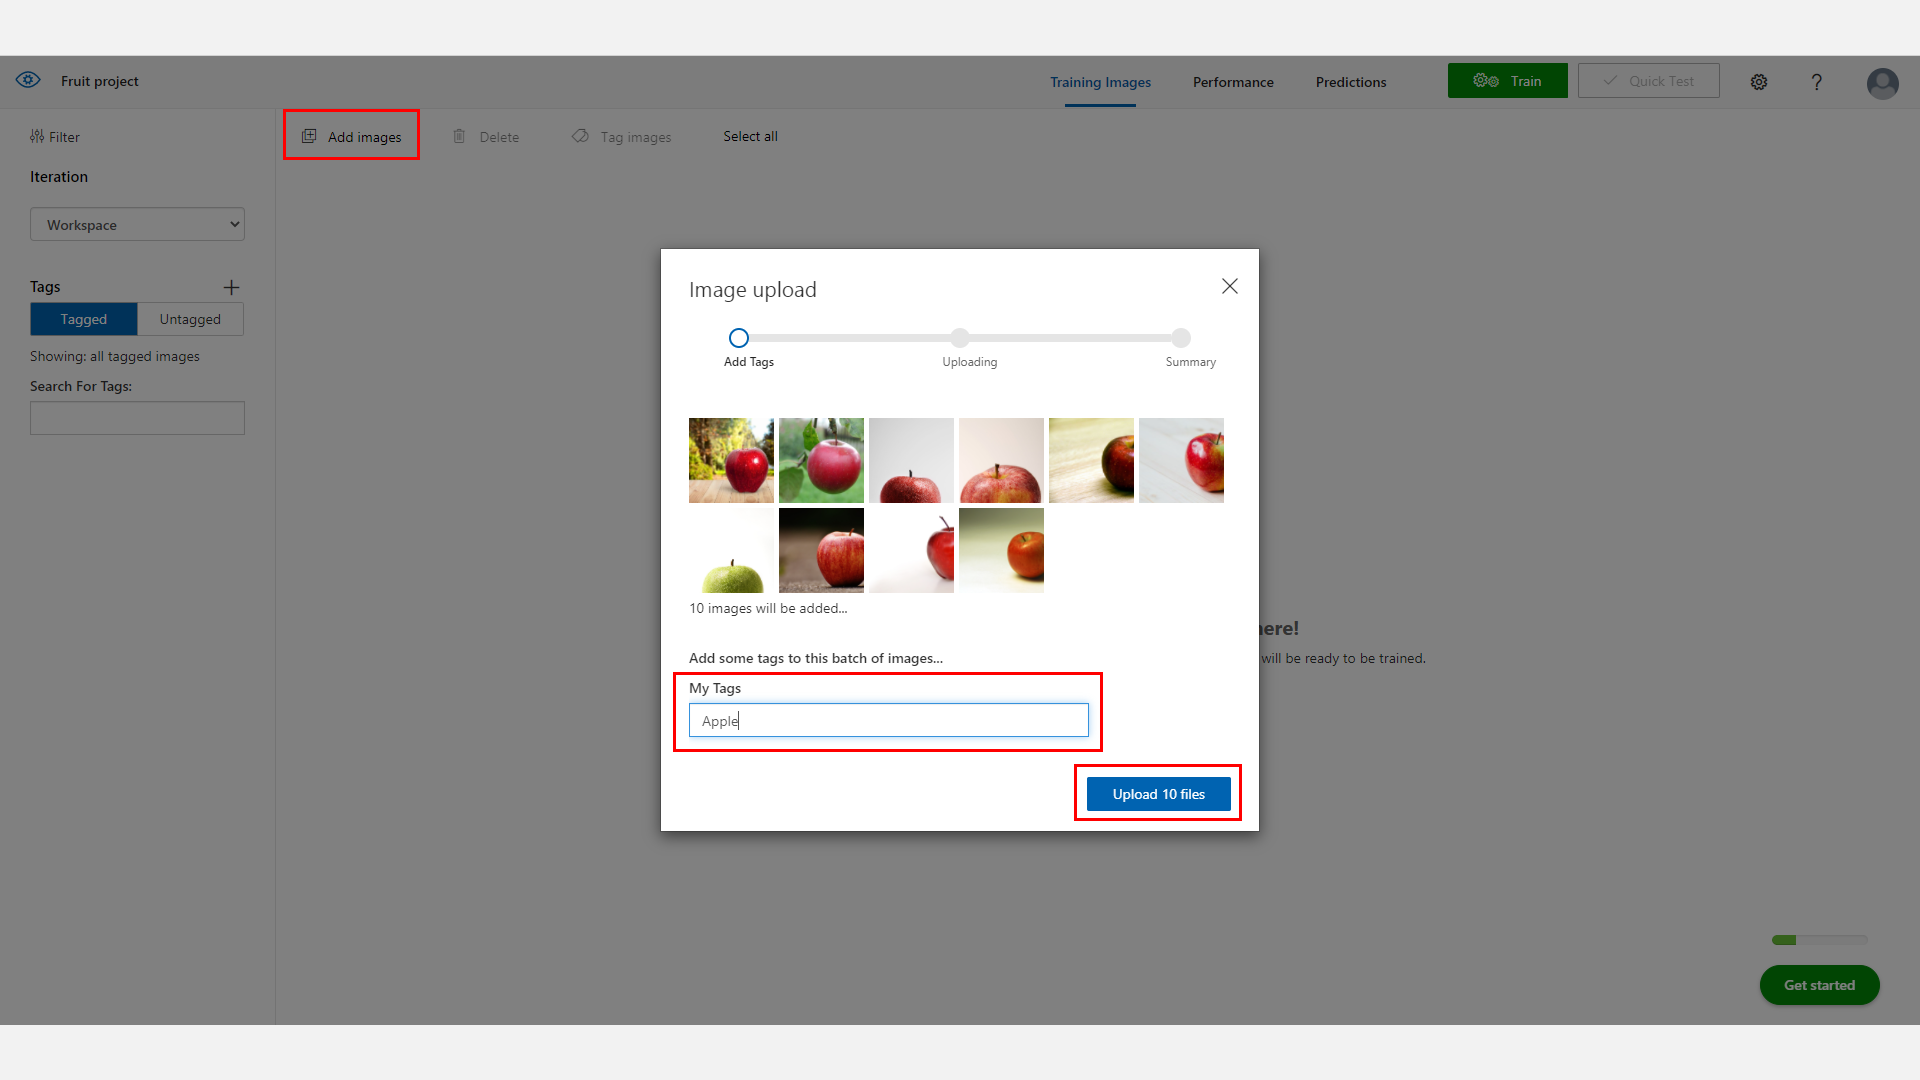 Fruit project
Training Images
Performance
Predictions
Train
Quick Test
?
Filter
Add images
Delete
Tag images
Select all
Iteration
Workspace
Tags
Tagged
Untagged
Showing: all tagged images
Search For Tags:
Image upload
Add Tags
Uploading
Summary
10 images will be added...
here!
will be ready to be trained.
Add some tags to this batch of images...
My Tags
Apple
Upload 10 files
Get started